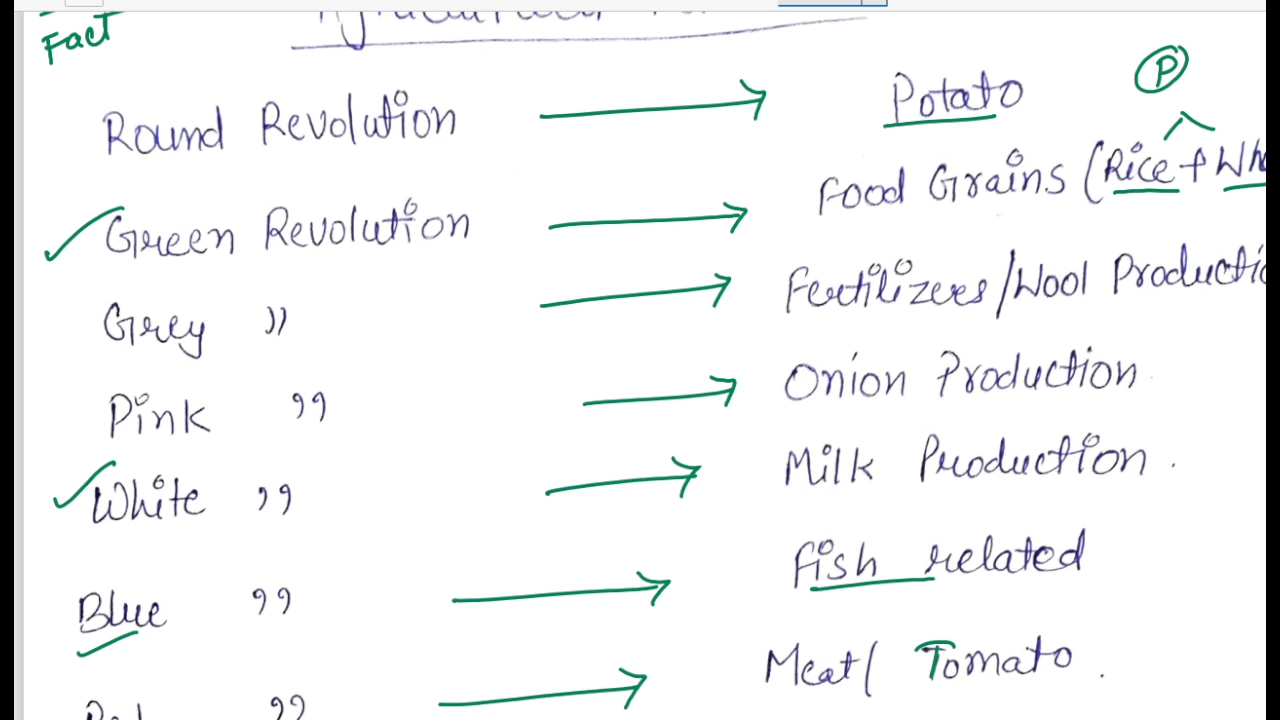 Fact
Round Revolution → Potato
P
Green Revolution → Food Grains (Rice +
Grey " → Fertilizers/Wool
Pink " → Onion Production
White " → Milk Production.
Blue " → Fish related
" → Meat/ Tomato.